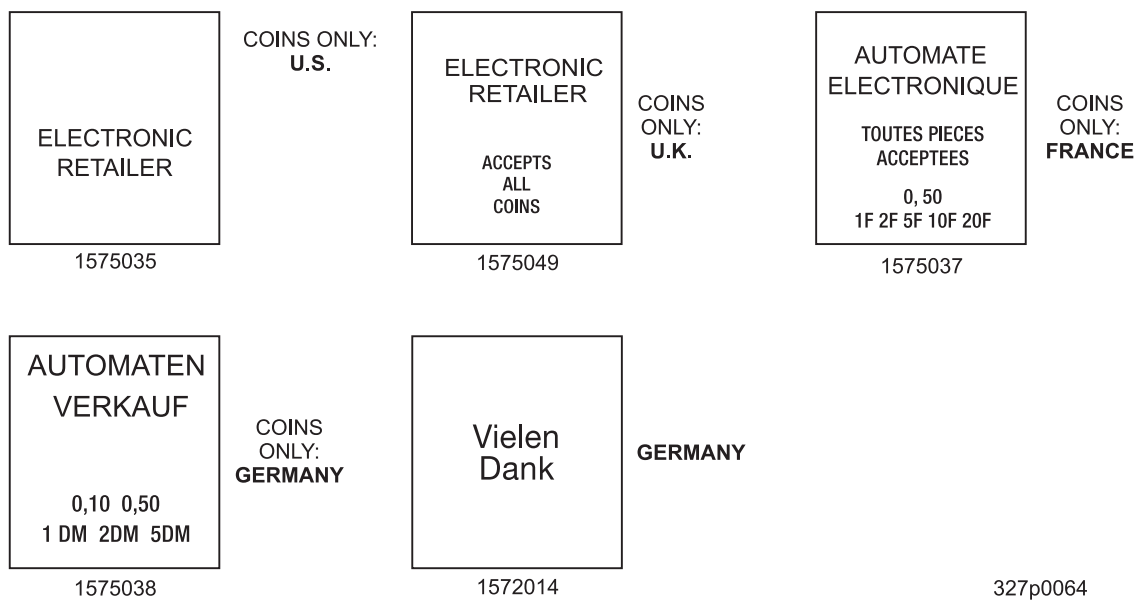 ELECTRONIC
RETAILER
1575035
COINS ONLY:
U.S.
ELECTRONIC
RETAILER
ACCEPTS
ALL
COINS
1575049
COINS
ONLY:
U.K.
AUTOMATE
ELECTRONIQUE
TOUTES PIECES
ACCEPTEES
0, 50
1F 2F 5F 10F 20F
1575037
COINS
ONLY:
FRANCE
AUTOMATEN
VERKAUF
0,10 0,50
1 DM 2DM 5DM
1575038
COINS
ONLY:
GERMANY
Vielen
Dank
1572014
GERMANY
327p0064